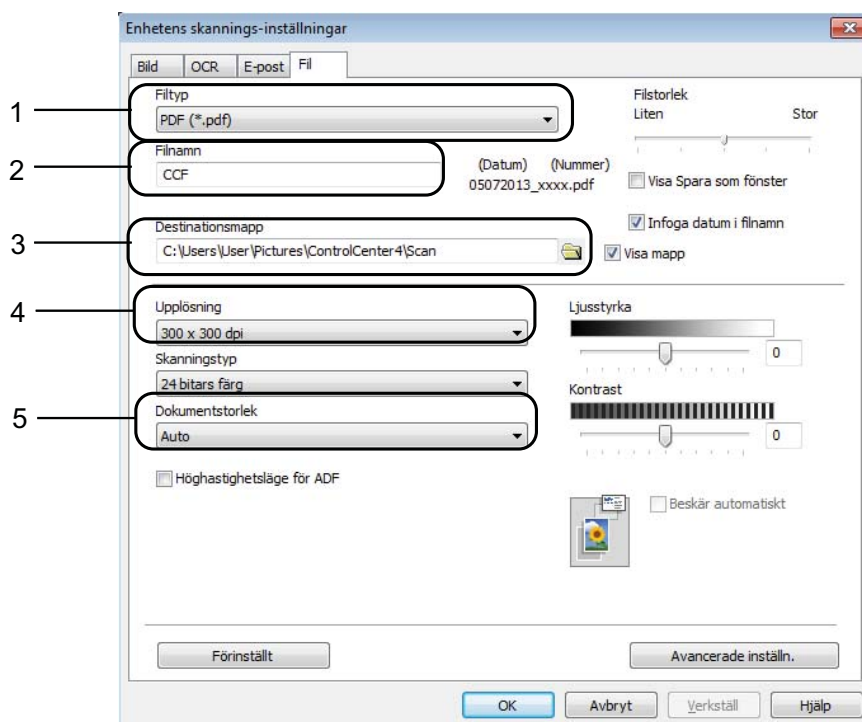 Enhetens skannings-inställningar
Bild OCR E-post Fil
1
Filtyp
PDF (*.pdf)
Filstorlek
Liten Stor
2
Filnamn
CCF
(Datum) (Nummer)
05072013_xxxx.pdf
Visa Spara som fönster
Infoga datum i filnamn
3
Destinationsmapp
C:\Users\User\Pictures\ControlCenter4\Scan
Visa mapp
4
Upplösning
300 x 300 dpi
Ljusstyrka
0
Skanningstyp
24 bitars färg
Kontrast
0
5
Dokumentstorlek
Auto
Höghastighetsläge för ADF
Beskär automatiskt
Förinställt
Avancerade inställn.
OK Avbryt Verkställ Hjälp